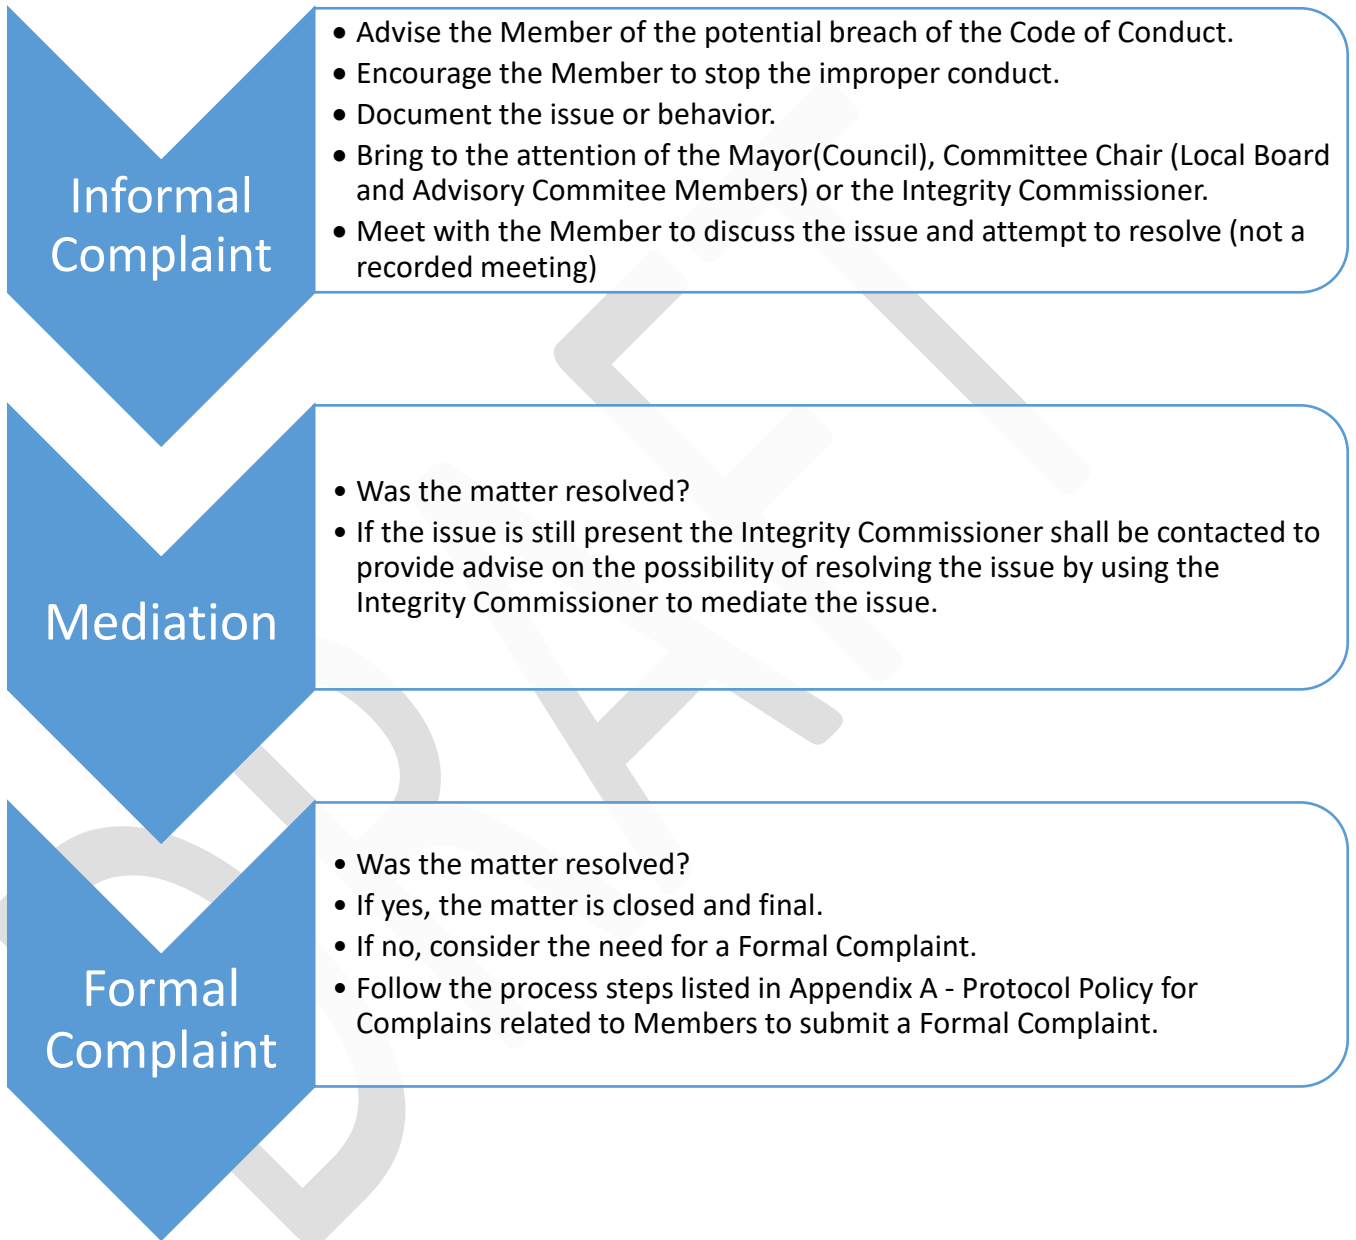 Informal
Complaint
• Advise the Member of the potential breach of the Code of Conduct.
• Encourage the Member to stop the improper conduct.
• Document the issue or behavior.
• Bring to the attention of the Mayor(Council), Committee Chair (Local Board
and Advisory Commitee Members) or the Integrity Commissioner.
• Meet with the Member to discuss the issue and attempt to resolve (not a
recorded meeting)
Mediation
• Was the matter resolved?
• If the issue is still present the Integrity Commissioner shall be contacted to
provide advise on the possibility of resolving the issue by using the
Integrity Commissioner to mediate the issue.
Formal
Complaint
• Was the matter resolved?
• If yes, the matter is closed and final.
• If no, consider the need for a Formal Complaint.
• Follow the process steps listed in Appendix A - Protocol Policy for
Complains related to Members to submit a Formal Complaint.
DRAFT